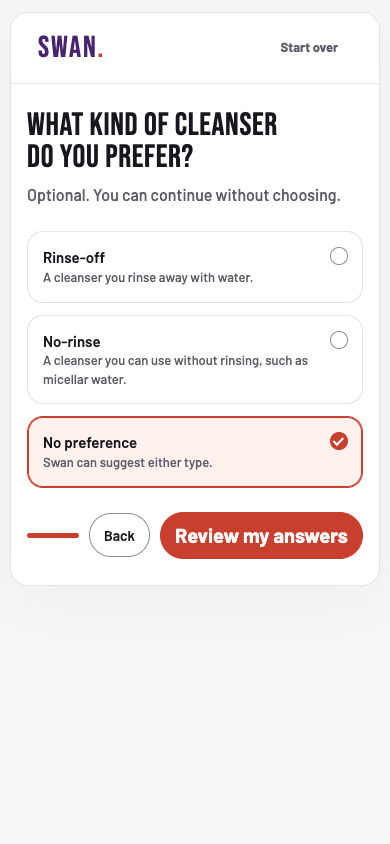 SWAN.
Start over
WHAT KIND OF CLEANSER
DO YOU PREFER?
Optional. You can continue without choosing.
Rinse-off
A cleanser you rinse away with water.
No-rinse
A cleanser you can use without rinsing, such as
micellar water.
No preference
Swan can suggest either type.
Back
Review my answers